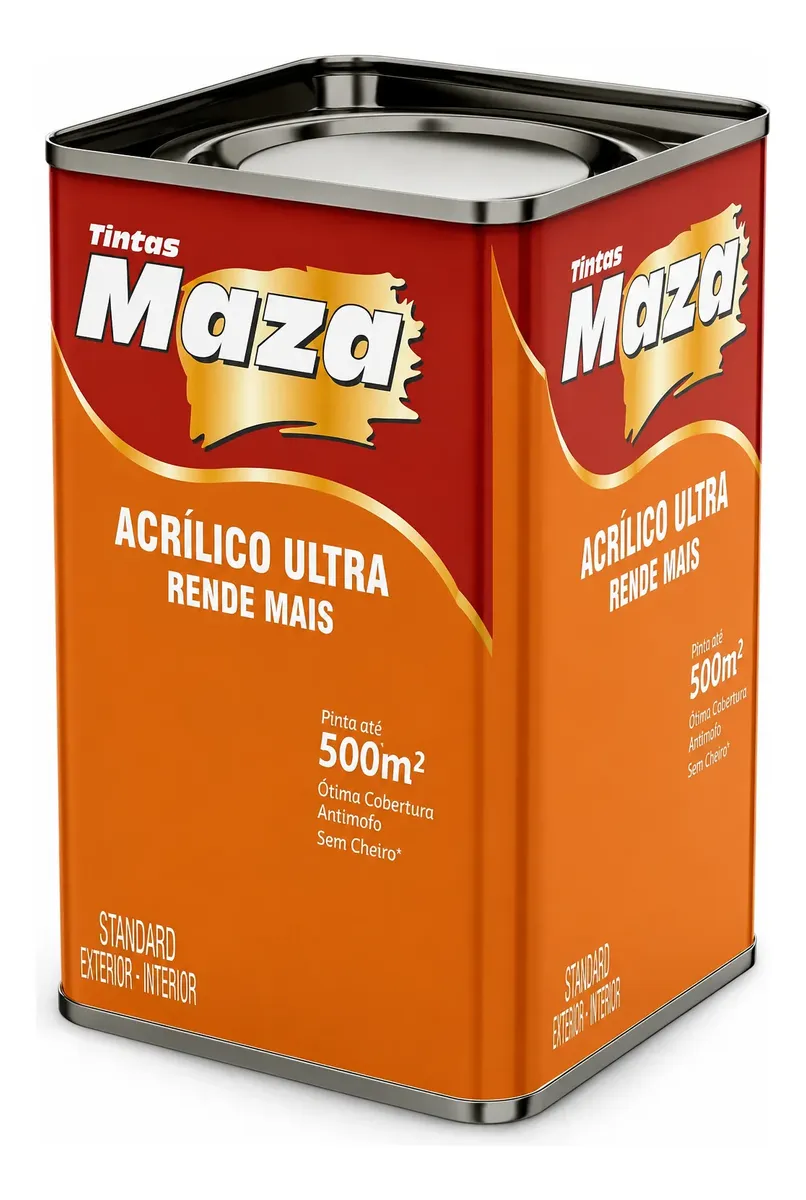 Tintas
Maza
ACRÍLICO ULTRA
RENDE MAIS
Pinta até
500m²
Ótima Cobertura
Antimofo
Sem Cheiro*
STANDARD
EXTERIOR - INTERIOR
Tintas
Maza
ACRÍLICO ULTRA
RENDE MAIS
Pinta até
500m²
Ótima Cobertura
Antimofo
Sem Cheiro*
STANDARD
EXTERIOR - INTERIOR